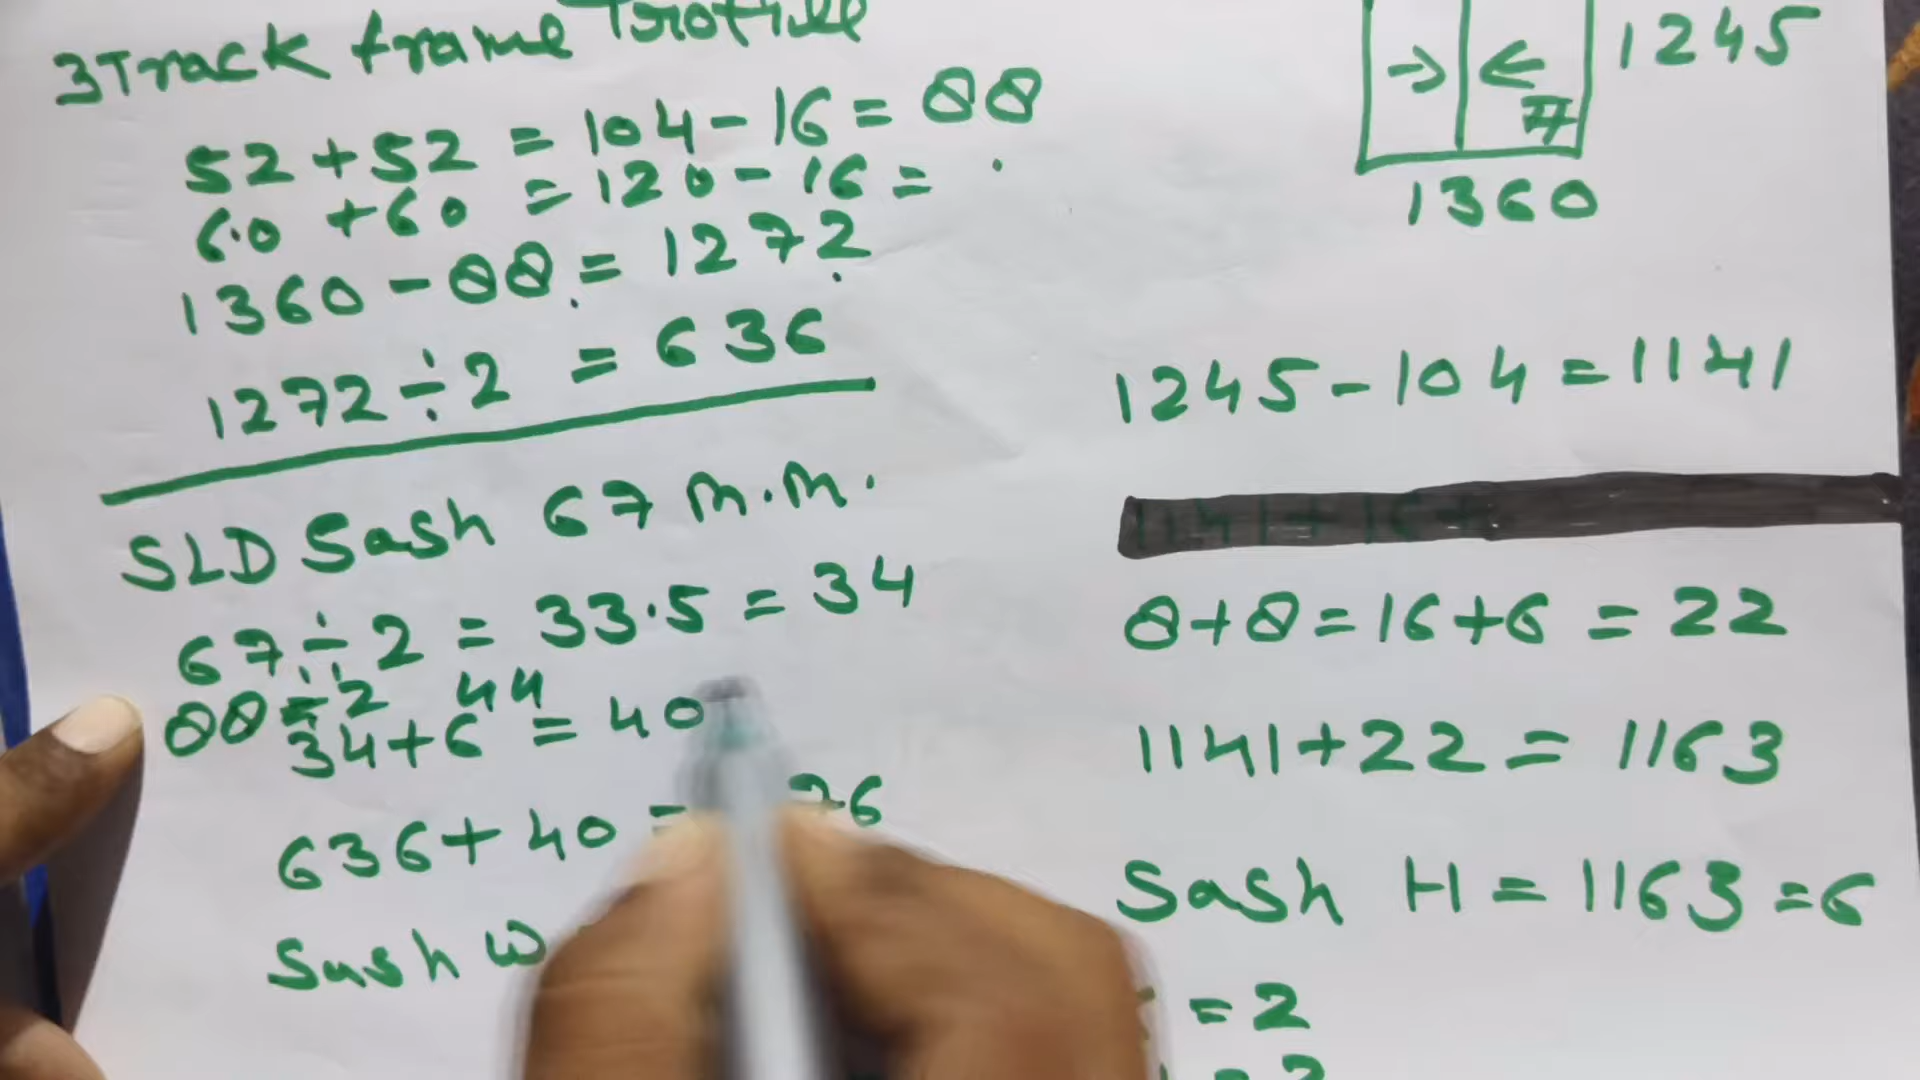 3Track frame Profile
52+52 = 104-16 = 88
60 +60 = 120-16 =
1360-88 = 1272
1272÷2 = 636
SLD Sash 67 m.m.
67÷2 = 33.5 = 34
88÷2 44
34+6 = 40
636+40 = 76
Sash W
1245
1360
1245-104=1141
8+8=16+6=22
1141+22=1163
Sash H=1163=6
=2